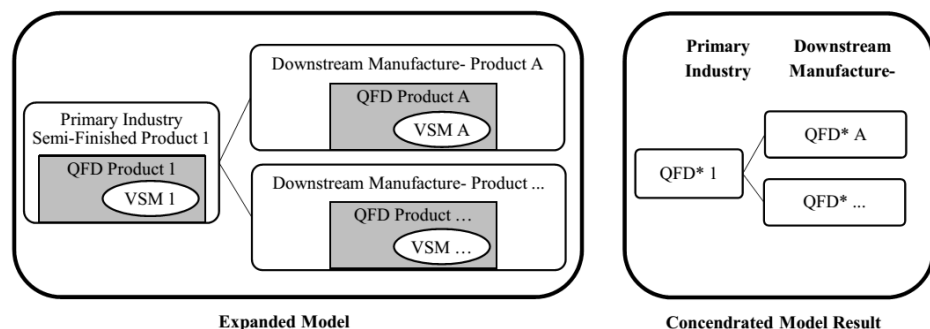 Primary Industry
Semi-Finished Product 1
QFD Product 1
VSM 1
Downstream Manufacture- Product A
QFD Product A
VSM A
Downstream Manufacture- Product ...
QFD Product …
VSM …
Expanded Model
Primary
Industry
Downstream
Manufacture-
QFD* 1
QFD* A
QFD* ...
Concendrated Model Result